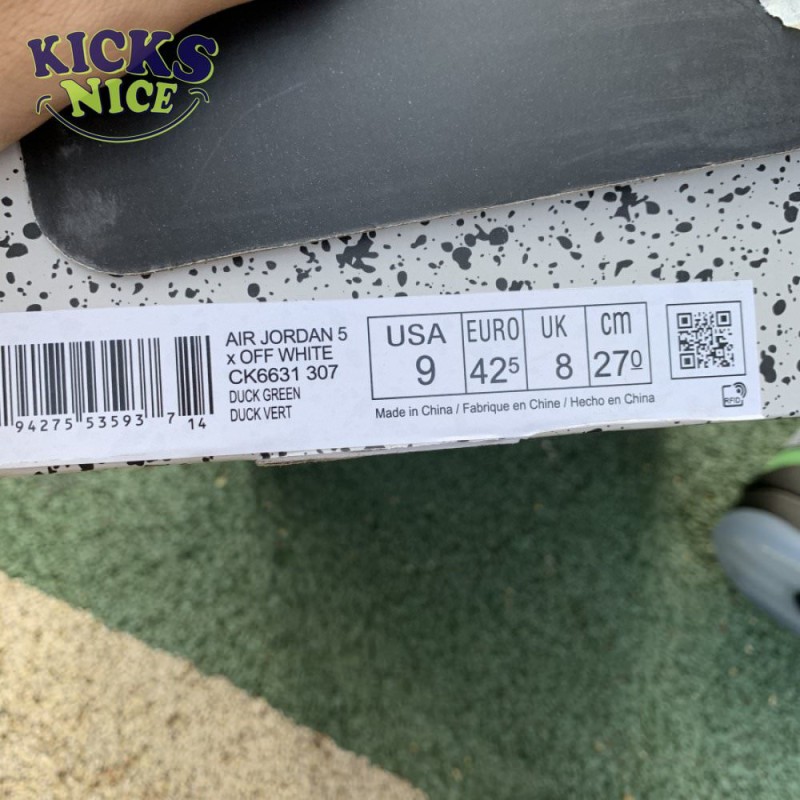 KICKS
NICE
AIR JORDAN 5
x OFF WHITE
CK6631 307
DUCK GREEN
DUCK VERT
94275 53593 7 14
USA EURO UK cm
9 425 8 270
Made in China / Fabrique en Chine / Hecho en China
RFID